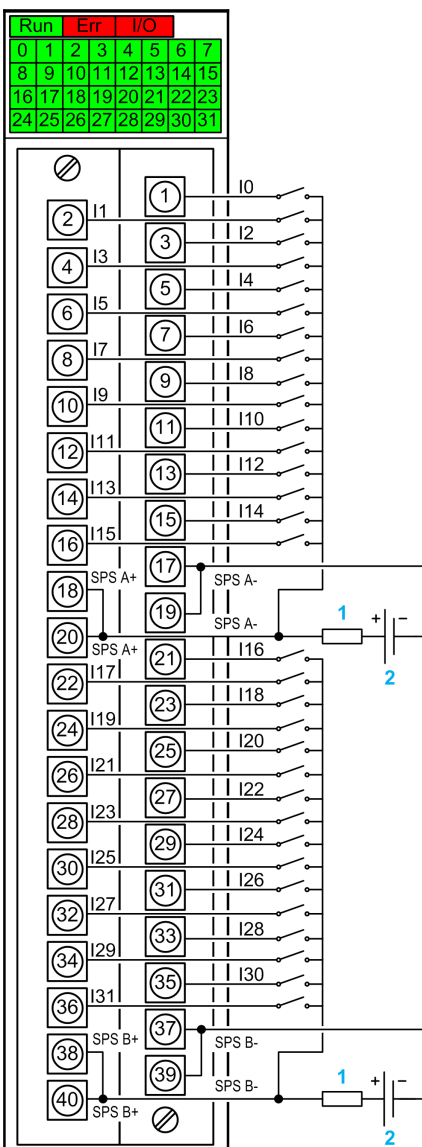 Run Err I/O
0 1 2 3 4 5 6 7
8 9 10 11 12 13 14 15
16 17 18 19 20 21 22 23
24 25 26 27 28 29 30 31
1 I0
2 I1
3 I2
4 I3
5 I4
6 I5
7 I6
8 I7
9 I8
10 I9
11 I10
12 I11
13 I12
14 I13
15 I14
16 I15
17 SPS A-
18 SPS A+
19 SPS A-
20 SPS A+
1
+ -
2
21 I16
22 I17
23 I18
24 I19
25 I20
26 I21
27 I22
28 I23
29 I24
30 I25
31 I26
32 I27
33 I28
34 I29
35 I30
36 I31
37 SPS B-
38 SPS B+
39 SPS B-
40 SPS B+
1
+ -
2